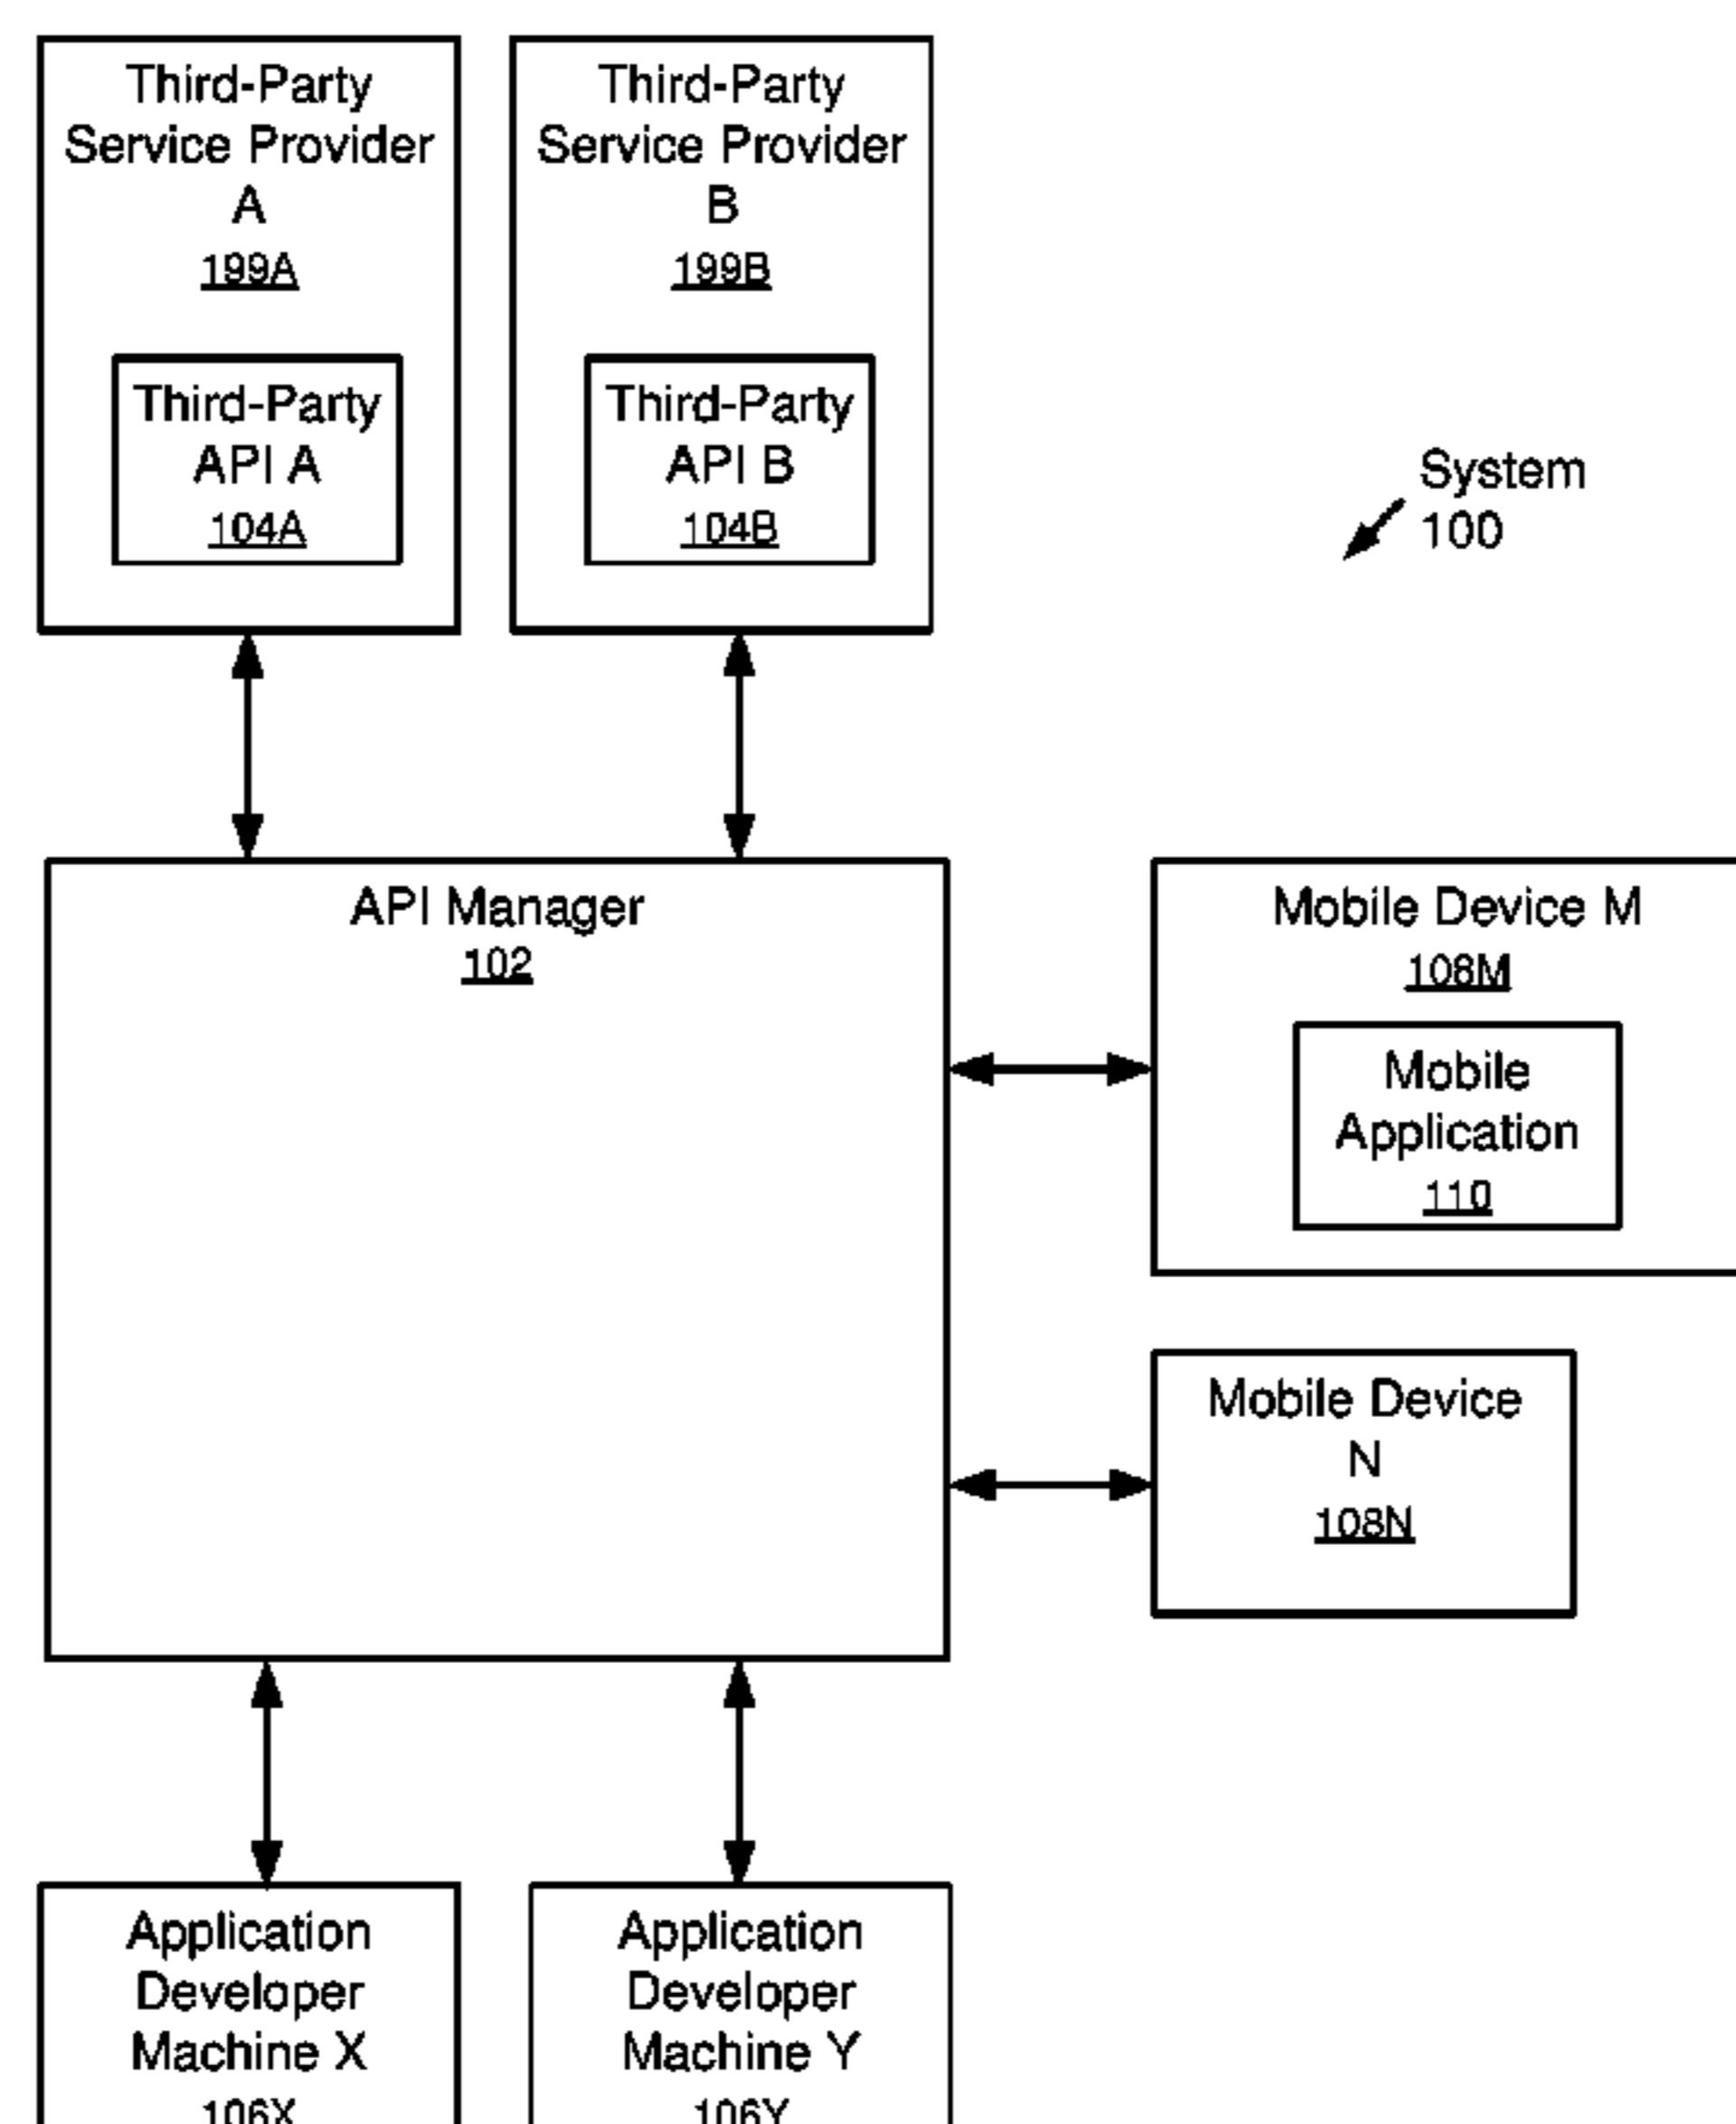 Third-Party
Service Provider
A
199A
Third-Party
API A
104A
Third-Party
Service Provider
B
199B
Third-Party
API B
104B
System
100
API Manager
102
Mobile Device M
108M
Mobile
Application
110
Mobile Device
N
108N
Application
Developer
Machine X
106X
Application
Developer
Machine Y
106Y